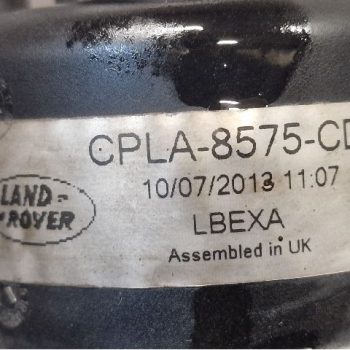 CPLA-8575-CD
10/07/2013 11:07
LAND-
ROVER
LBEXA
Assembled in UK